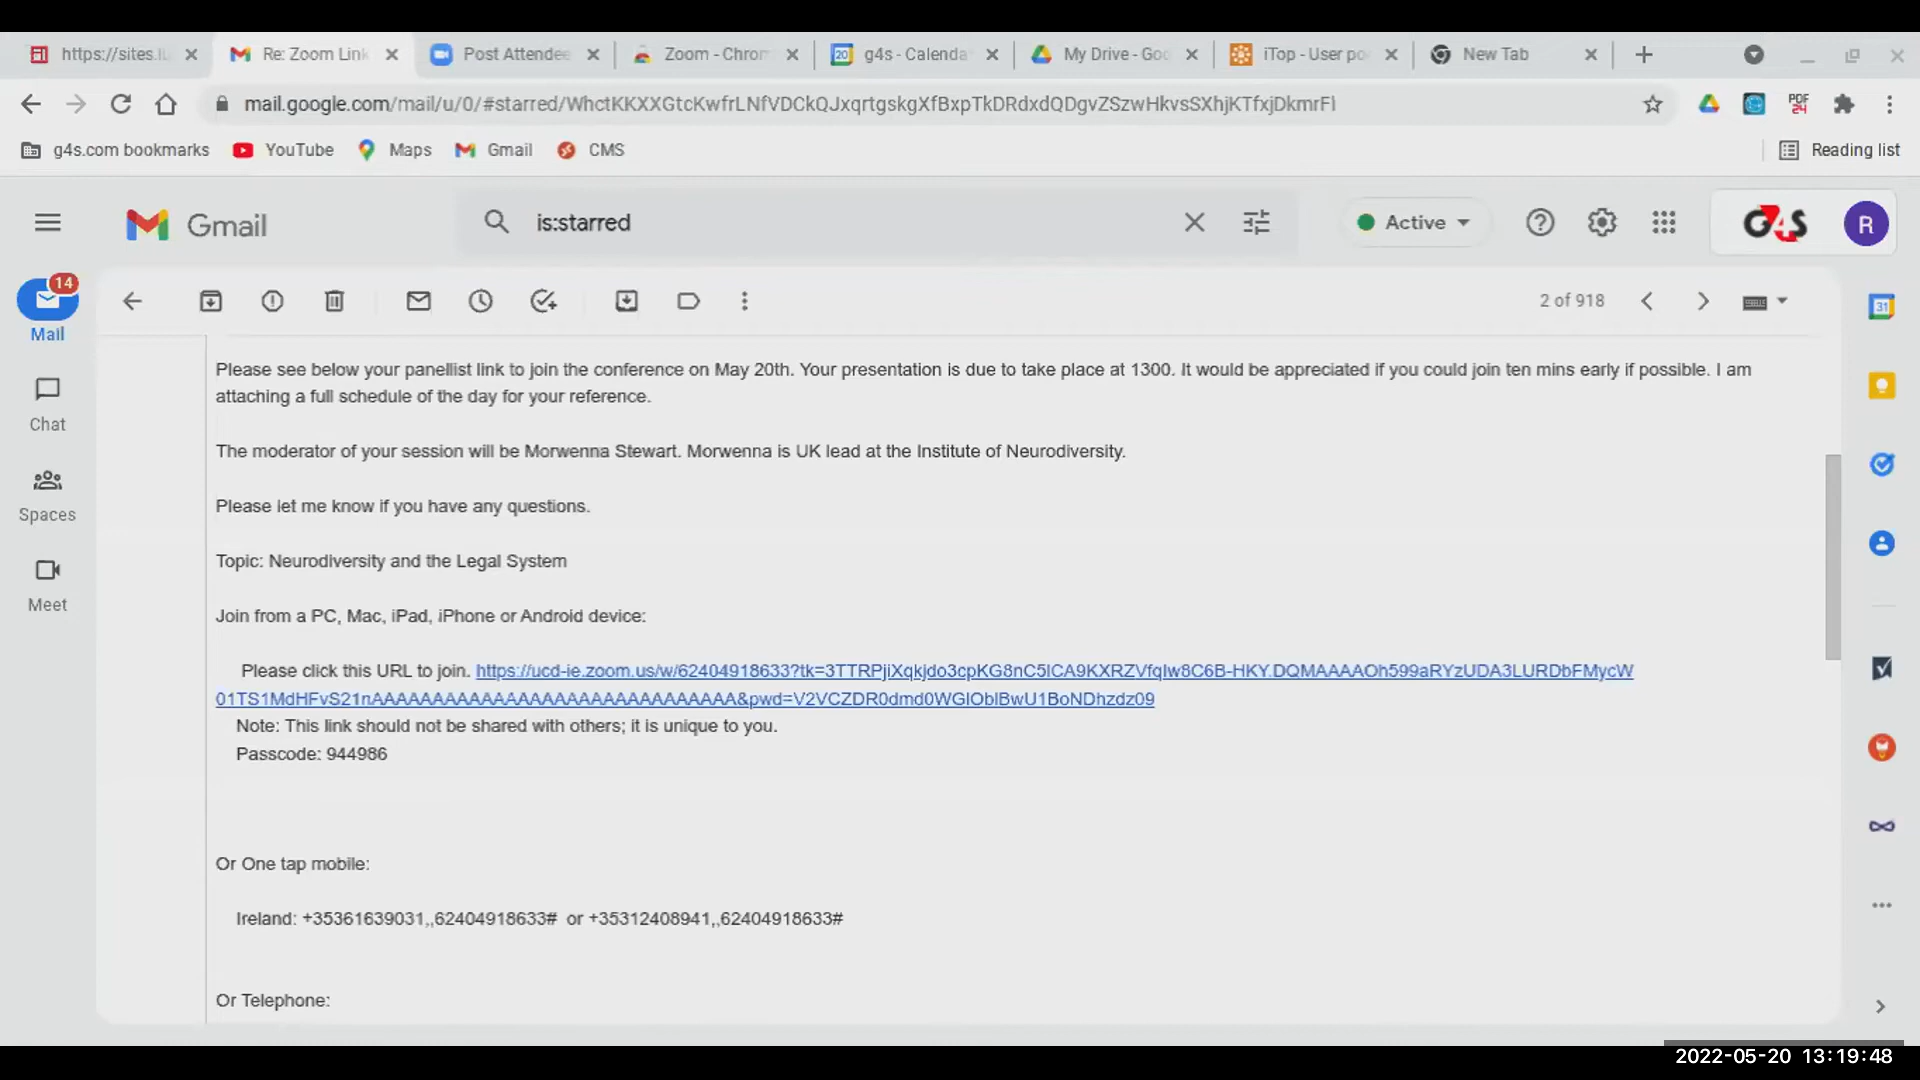 https://sites.iu
Re: Zoom Link
Post Attendee
Zoom - Chrom
g4s - Calenda
My Drive - Goo
iTop - User po
New Tab
mail.google.com/mail/u/0/#starred/WhctKKXXGtcKwfrLNfVDCkQJxqrtgskgXfBxpTkDRdxdQDgvZSzwHkvsSXhjKTfxjDkmrFl
PDF 24
g4s.com bookmarks
YouTube
Maps
Gmail
CMS
Reading list
Gmail
is:starred
Active
G4S
R
14
Mail
Chat
Spaces
Meet
2 of 918
31
Please see below your panellist link to join the conference on May 20th. Your presentation is due to take place at 1300. It would be appreciated if you could join ten mins early if possible. I am
attaching a full schedule of the day for your reference.
The moderator of your session will be Morwenna Stewart. Morwenna is UK lead at the Institute of Neurodiversity.
Please let me know if you have any questions.
Topic: Neurodiversity and the Legal System
Join from a PC, Mac, iPad, iPhone or Android device:
Please click this URL to join. https://ucd-ie.zoom.us/w/62404918633?tk=3TTRPjiXqkjdo3cpKG8nC5lCA9KXRZVfqIw8C6B-HKY.DQMAAAAOh599aRYzUDA3LURDbFMycW
01TS1MdHFvS21nAAAAAAAAAAAAAAAAAAAAAAAAAAAAAA&pwd=V2VCZDR0dmd0WGlOblBwU1BoNDhzdz09
Note: This link should not be shared with others; it is unique to you.
Passcode: 944986
Or One tap mobile:
Ireland: +35361639031,,62404918633# or +35312408941,,62404918633#
Or Telephone:
2022-05-20 13:19:48